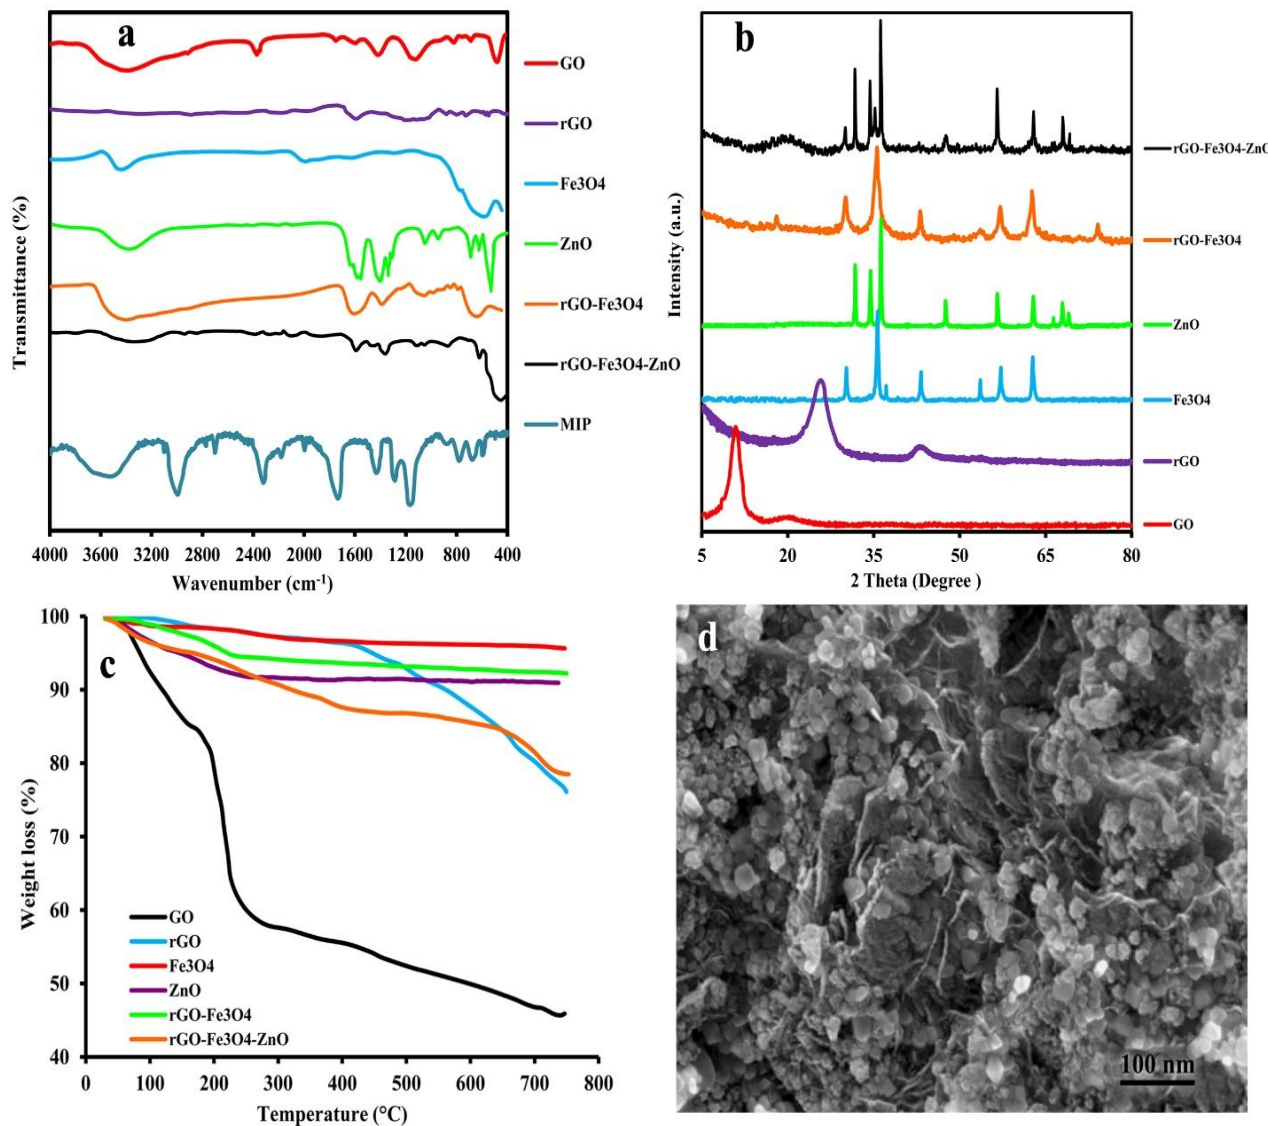 a
GO
rGO
Fe3O4
ZnO
rGO-Fe3O4
rGO-Fe3O4-ZnO
MIP
Transmittance (%)
4000 3600 3200 2800 2400 2000 1600 1200 800 400
Wavenumber (cm-1)
b
rGO-Fe3O4-ZnO
rGO-Fe3O4
ZnO
Fe3O4
rGO
GO
Intensity (a.u.)
5 20 35 50 65 80
2 Theta (Degree )
c
100
90
80
70
60
50
40
Weight loss (%)
GO
rGO
Fe3O4
ZnO
rGO-Fe3O4
rGO-Fe3O4-ZnO
0 100 200 300 400 500 600 700 800
Temperature (°C)
d
100 nm